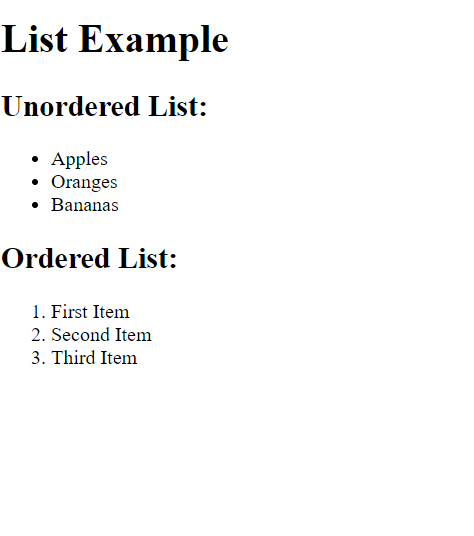 List Example
Unordered List:
• Apples
• Oranges
• Bananas
Ordered List:
1. First Item
2. Second Item
3. Third Item